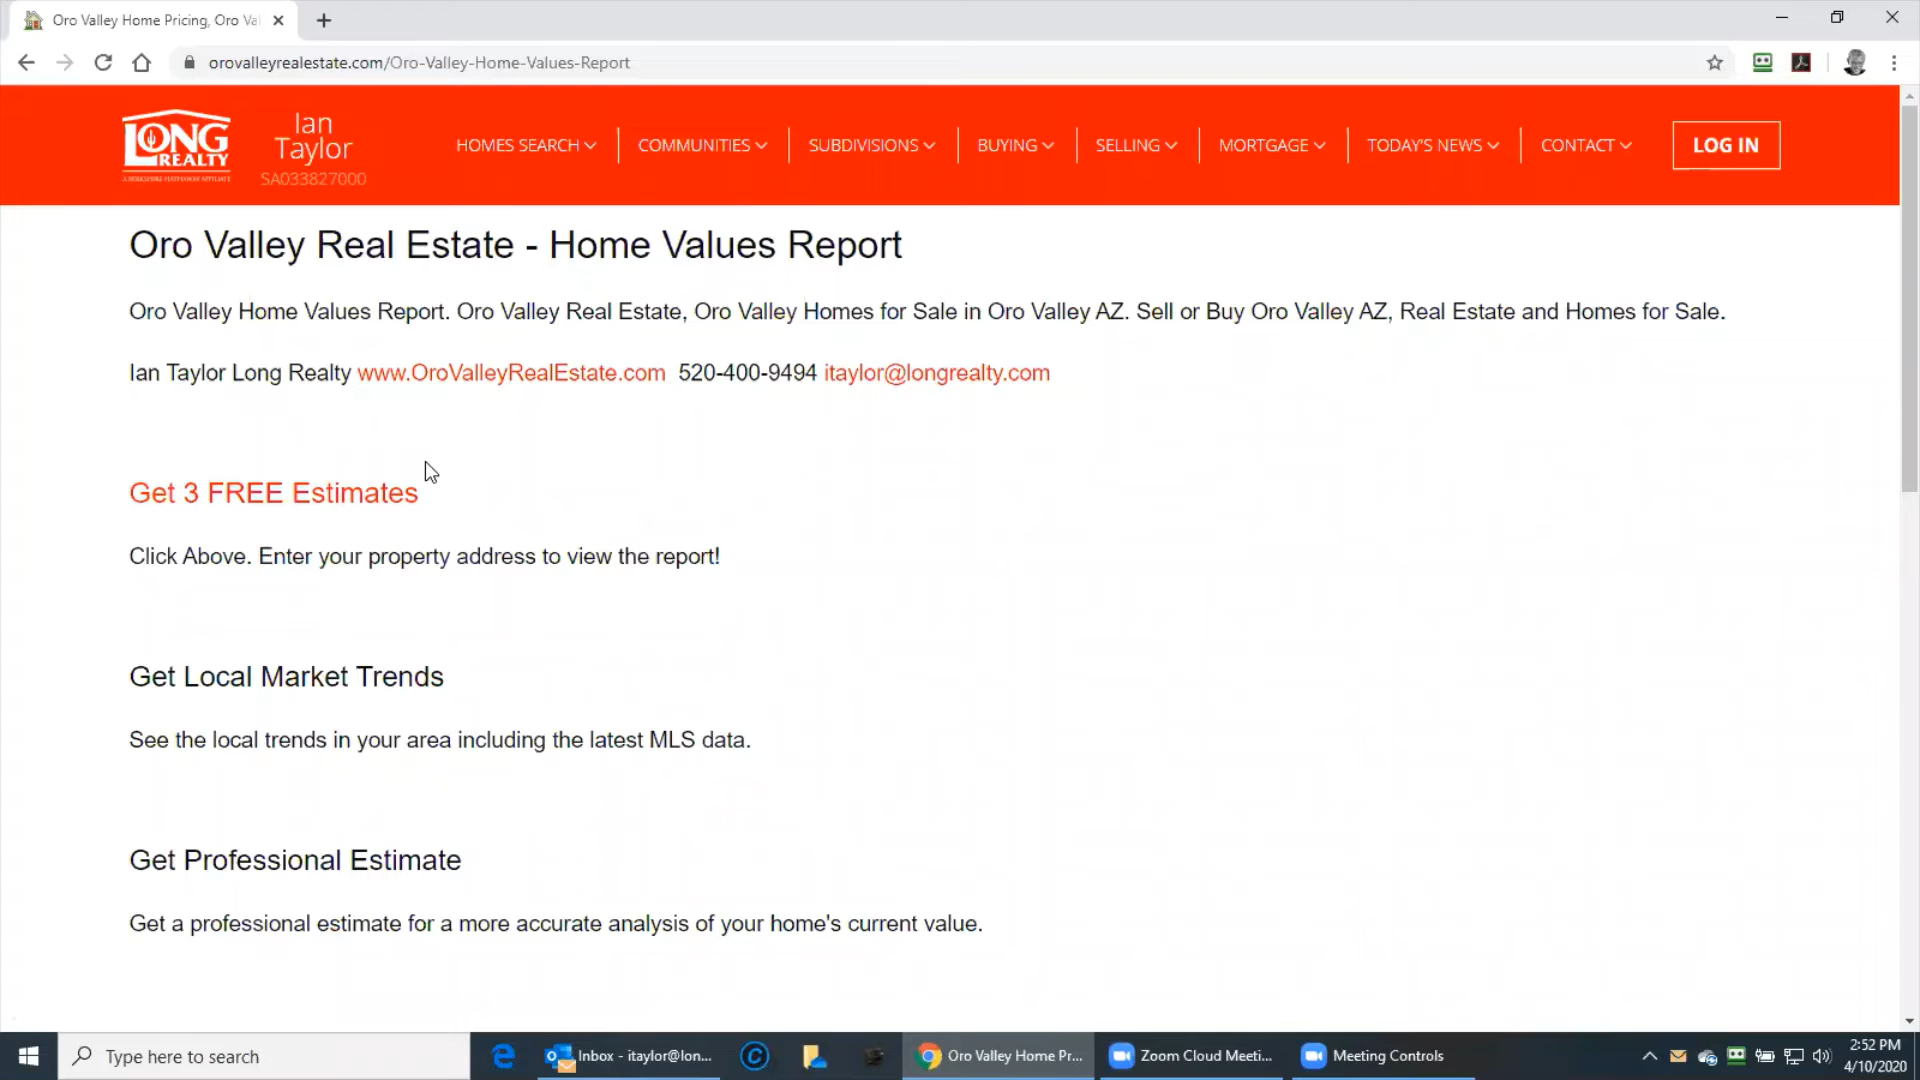 Oro Valley Home Pricing, Oro Va
orovalleyrealestate.com/Oro-Valley-Home-Values-Report
LONG
REALTY
Ian
Taylor
SA033827000
HOMES SEARCH
COMMUNITIES
SUBDIVISIONS
BUYING
SELLING
MORTGAGE
TODAY'S NEWS
CONTACT
LOG IN
Oro Valley Real Estate - Home Values Report
Oro Valley Home Values Report. Oro Valley Real Estate, Oro Valley Homes for Sale in Oro Valley AZ. Sell or Buy Oro Valley AZ, Real Estate and Homes for Sale.
Ian Taylor Long Realty www.OroValleyRealEstate.com 520-400-9494 itaylor@longrealty.com
Get 3 FREE Estimates
Click Above. Enter your property address to view the report!
Get Local Market Trends
See the local trends in your area including the latest MLS data.
Get Professional Estimate
Get a professional estimate for a more accurate analysis of your home's current value.
Type here to search
Inbox - itaylor@lon...
Oro Valley Home Pr...
Zoom Cloud Meeti...
Meeting Controls
2:52 PM
4/10/2020